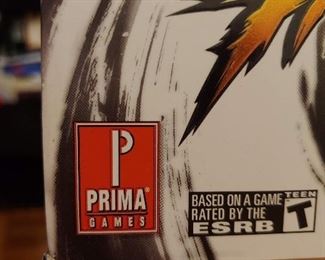 P
PRIMA®
GAMES
BASED ON A GAME
RATED BY THE
ESRB
TEEN
T